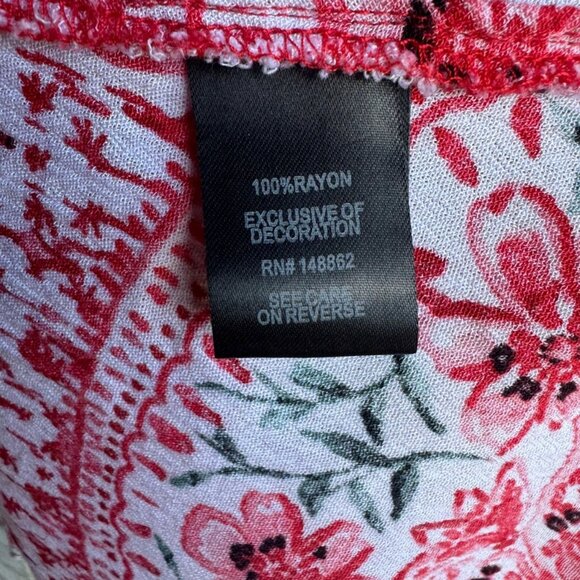 100%RAYON
EXCLUSIVE OF
DECORATION
RN# 148862
SEE CARE
ON REVERSE